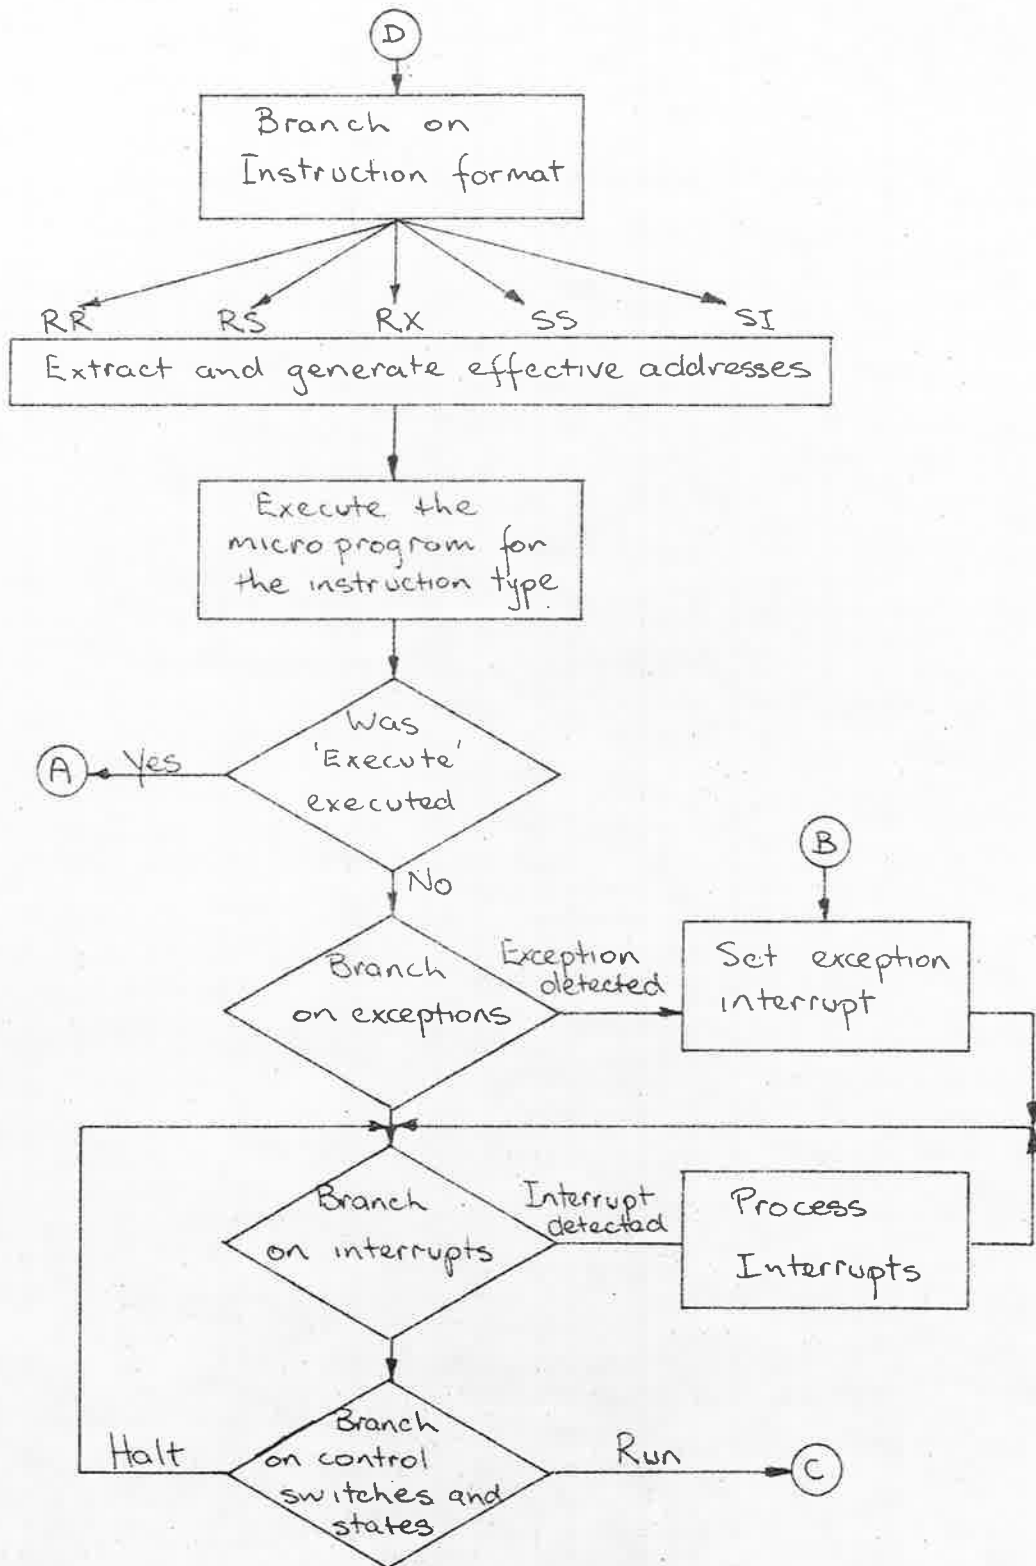 D
Branch on
Instruction format
RR RS RX SS SI
Extract and generate effective addresses
Execute the
microprogram for
the instruction type.
Was
'Execute'
executed
Yes
A
No
B
Branch
on exceptions
Exception
detected
Set exception
interrupt
Branch
on interrupts
Interrupt
detected
Process
Interrupts
Branch
on control
switches and
states
Halt
Run
C